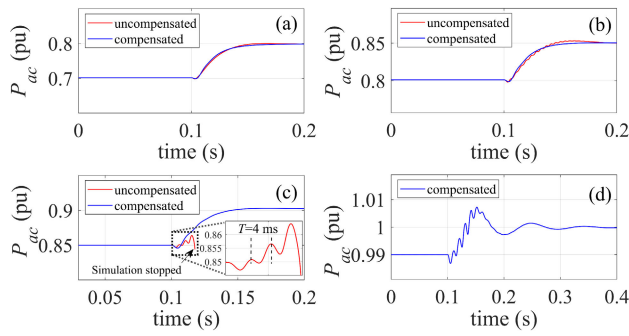 (a)
uncompensated
compensated
P_ac (pu)
0.8
0.7
0
0.1
0.2
time (s)
(b)
uncompensated
compensated
P_ac (pu)
0.85
0.8
0
0.1
0.2
time (s)
(c)
uncompensated
compensated
P_ac (pu)
0.9
0.85
T=4 ms
0.86
0.855
0.85
Simulation stopped
0.05
0.1
0.15
0.2
time (s)
(d)
compensated
P_ac (pu)
1.01
1
0.99
0
0.1
0.2
0.3
0.4
time (s)